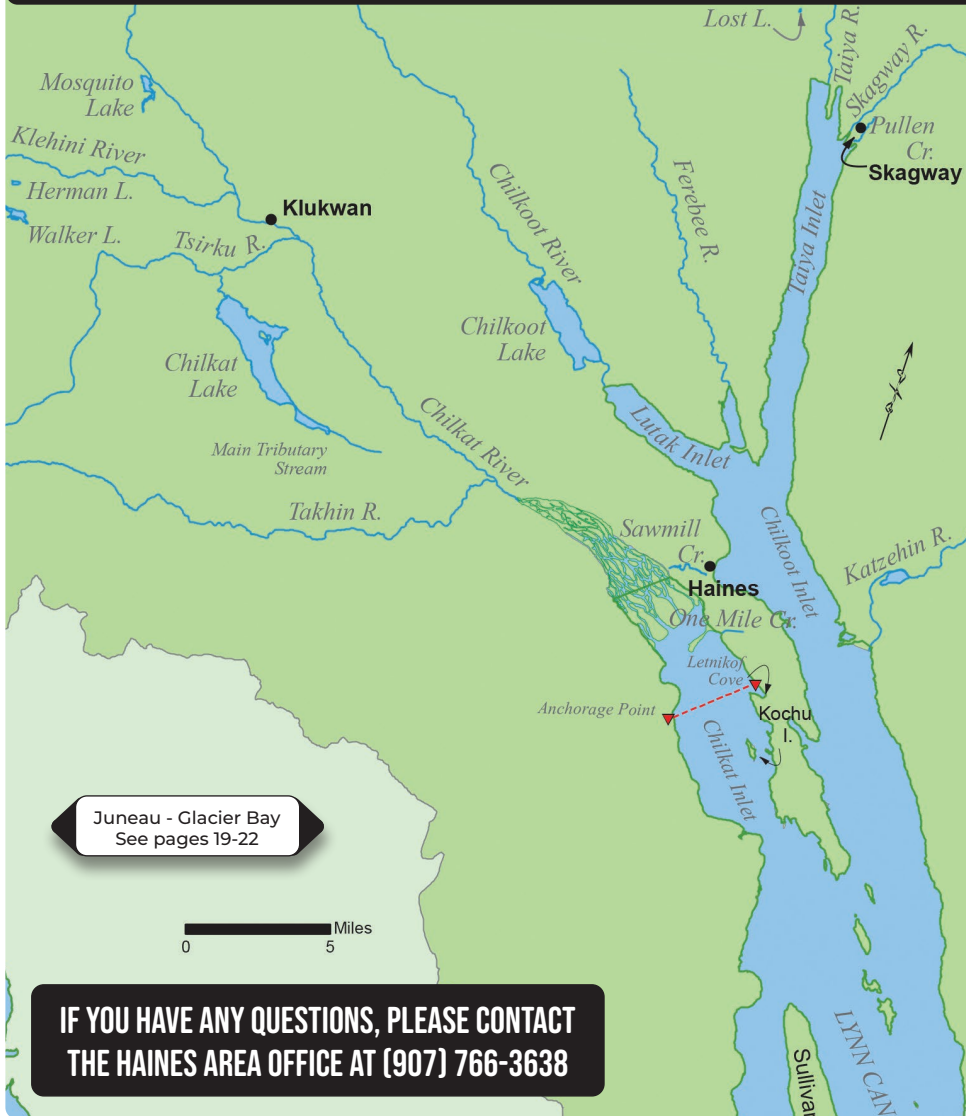 Lost L.
Taiya R.
Skagway R.
Mosquito
Lake
Pullen
Cr.
Skagway
Klehini River
Herman L.
Klukwan
Chilkoot River
Ferebee R.
Walker L.
Tsirku R.
Taiya Inlet
Chilkoot
Lake
Chilkat
Lake
Chilkat River
Lutak Inlet
Main Tributary
Stream
Takhin R.
Sawmill
Cr.
Chilkoot Inlet
Katzehin R.
Haines
One Mile Cr.
Letnikof
Cove
Anchorage Point
Kochu
I.
Chilkat Inlet
Juneau - Glacier Bay
See pages 19-22
Miles
0 5
IF YOU HAVE ANY QUESTIONS, PLEASE CONTACT
THE HAINES AREA OFFICE AT (907) 766-3638
LYNN CAN
Sulliva